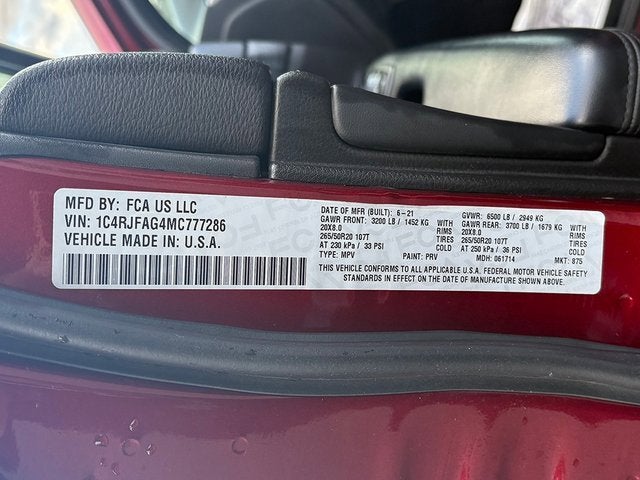 MFD BY: FCA US LLC
VIN: 1C4RJFAG4MC777286
VEHICLE MADE IN: U.S.A.
DATE OF MFR (BUILT): 6-21 GVWR: 6500 LB / 2949 KG
GAWR FRONT: 3200 LB / 1452 KG WITH GAWR REAR: 3700 LB / 1679 KG WITH
20X8.0 RIMS 20X8.0 RIMS
265/50R20 107T TIRES 265/50R20 107T TIRES
AT 230 kPa / 33 PSI COLD AT 250 kPa / 36 PSI COLD
TYPE: MPV PAINT: PRV MDH: 061714 MKT: 875
THIS VEHICLE CONFORMS TO ALL APPLICABLE U.S.A. FEDERAL MOTOR VEHICLE SAFETY
STANDARDS IN EFFECT ON THE DATE OF MANUFACTURE SHOWN ABOVE.